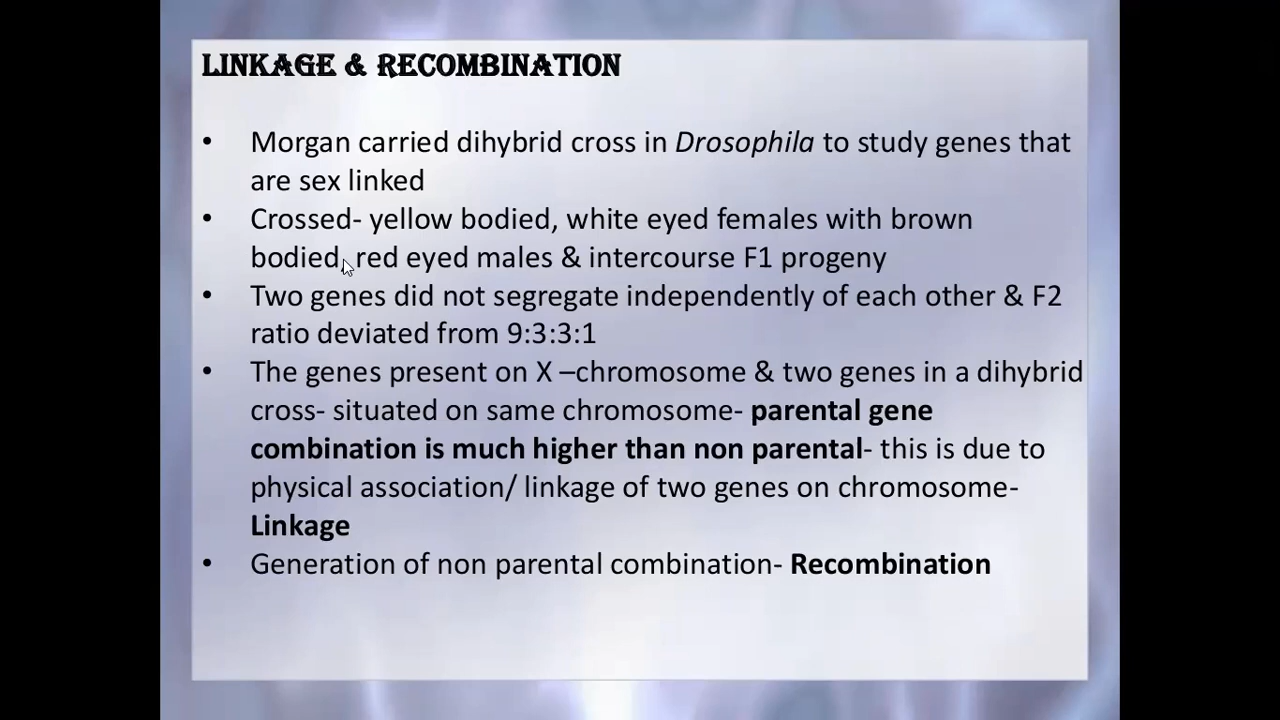 LINKAGE & RECOMBINATION
• Morgan carried dihybrid cross in Drosophila to study genes that
are sex linked
• Crossed- yellow bodied, white eyed females with brown
bodied, red eyed males & intercourse F1 progeny
• Two genes did not segregate independently of each other & F2
ratio deviated from 9:3:3:1
• The genes present on X –chromosome & two genes in a dihybrid
cross- situated on same chromosome- parental gene
combination is much higher than non parental- this is due to
physical association/ linkage of two genes on chromosome-
Linkage
• Generation of non parental combination- Recombination